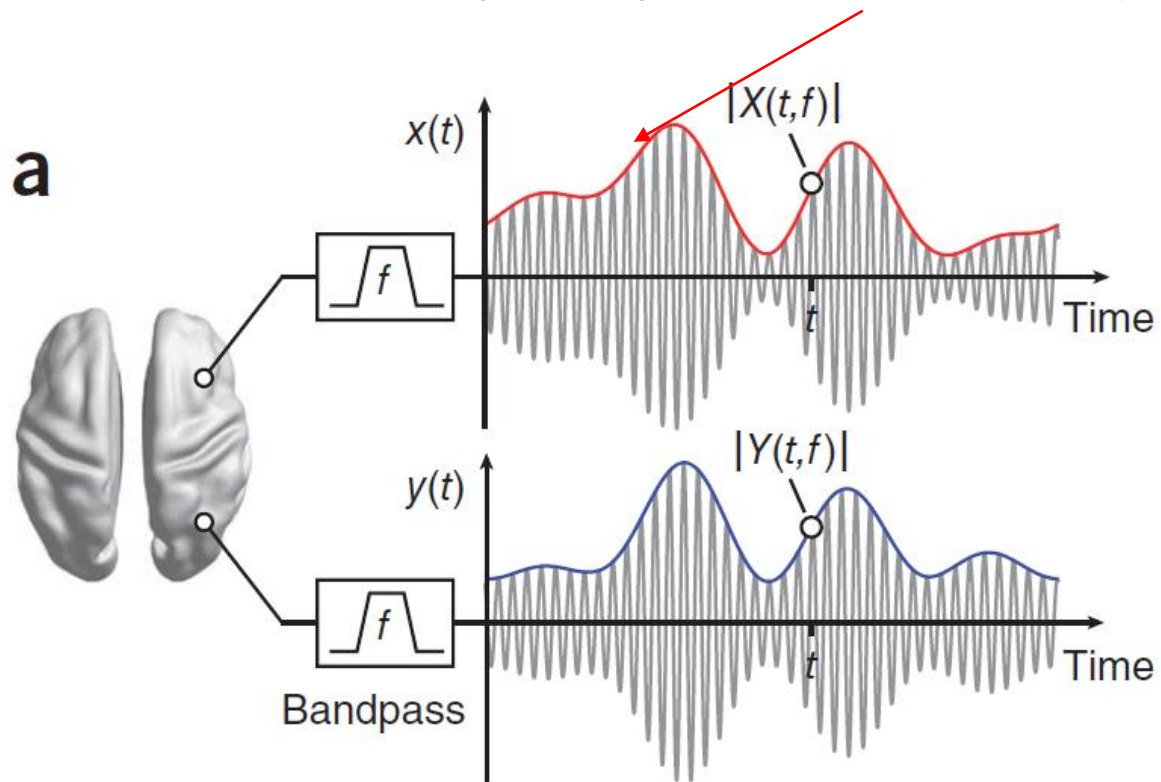 a
x(t)
|X(t,f)|
f
t
Time
y(t)
|Y(t,f)|
f
t
Time
Bandpass